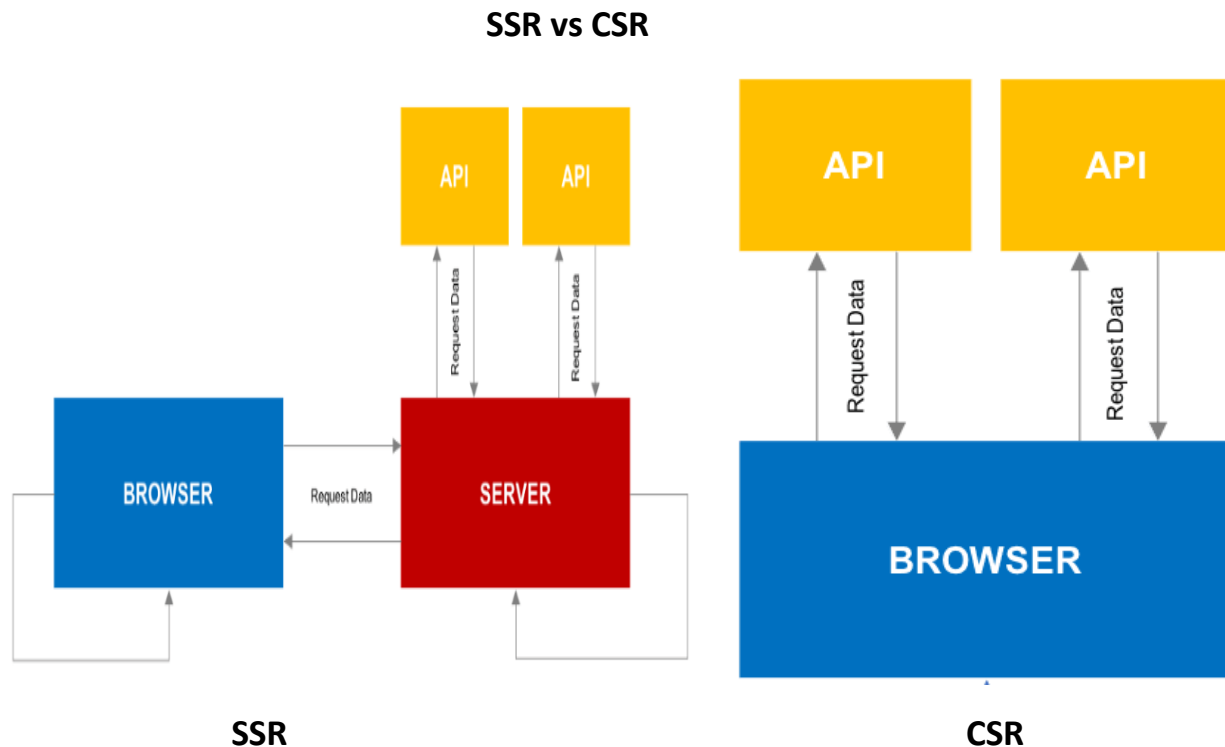 SSR vs CSR
API
API
API
API
Request Data
Request Data
Request Data
Request Data
BROWSER
Request Data
SERVER
BROWSER
SSR
CSR